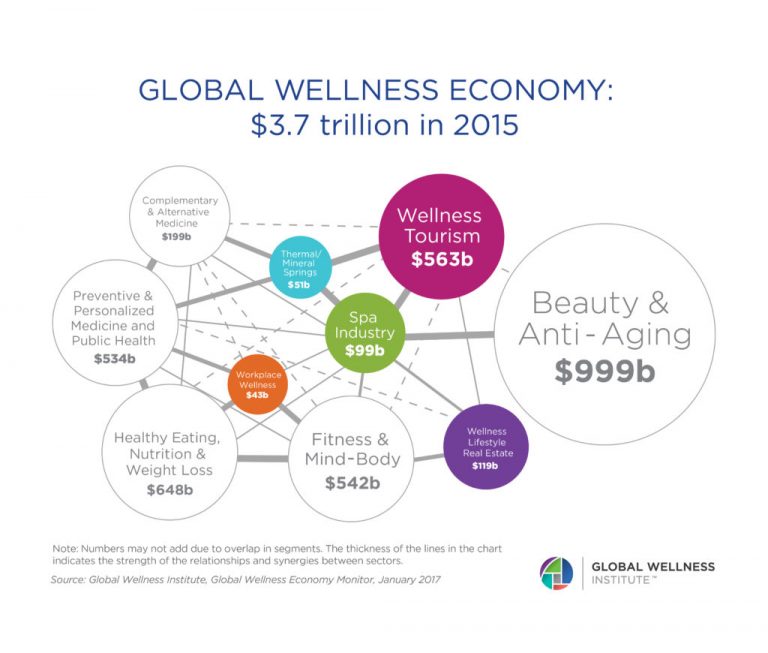 GLOBAL WELLNESS ECONOMY:
$3.7 trillion in 2015
Complementary
& Alternative
Medicine
$199b
Wellness
Tourism
$563b
Thermal/
Mineral
Springs
$51b
Beauty &
Anti-Aging
$999b
Preventive &
Personalized
Medicine and
Public Health
$534b
Spa
Industry
$99b
Workplace
Wellness
$43b
Healthy Eating,
Nutrition &
Weight Loss
$648b
Fitness &
Mind-Body
$542b
Wellness
Lifestyle
Real Estate
$119b
Note: Numbers may not add due to overlap in segments. The thickness of the lines in the chart
indicates the strength of the relationships and synergies between sectors.
Source: Global Wellness Institute, Global Wellness Economy Monitor, January 2017
GLOBAL WELLNESS
INSTITUTE™